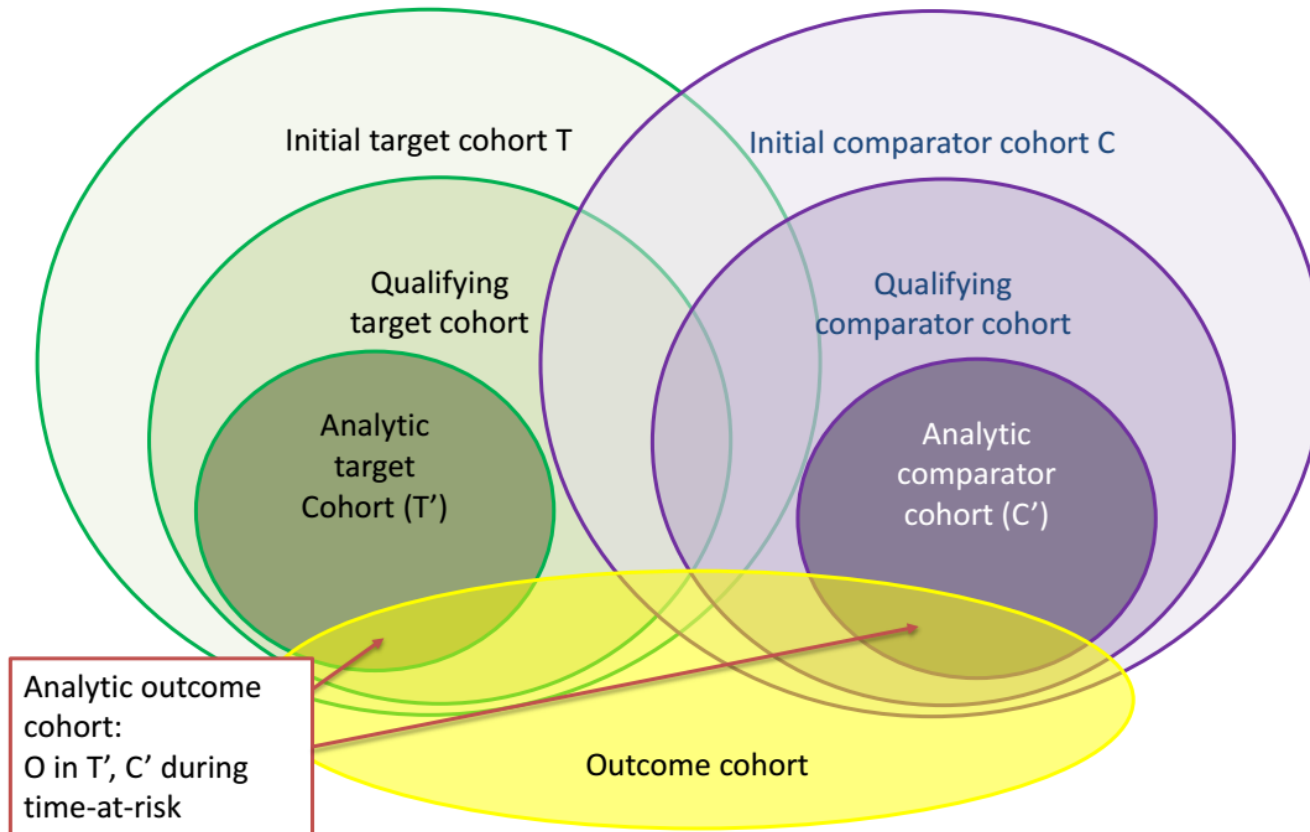 Initial target cohort T
Initial comparator cohort C
Qualifying
target cohort
Qualifying
comparator cohort
Analytic
target
Cohort (T’)
Analytic
comparator
cohort (C’)
Analytic outcome
cohort:
O in T’, C’ during
time-at-risk
Outcome cohort